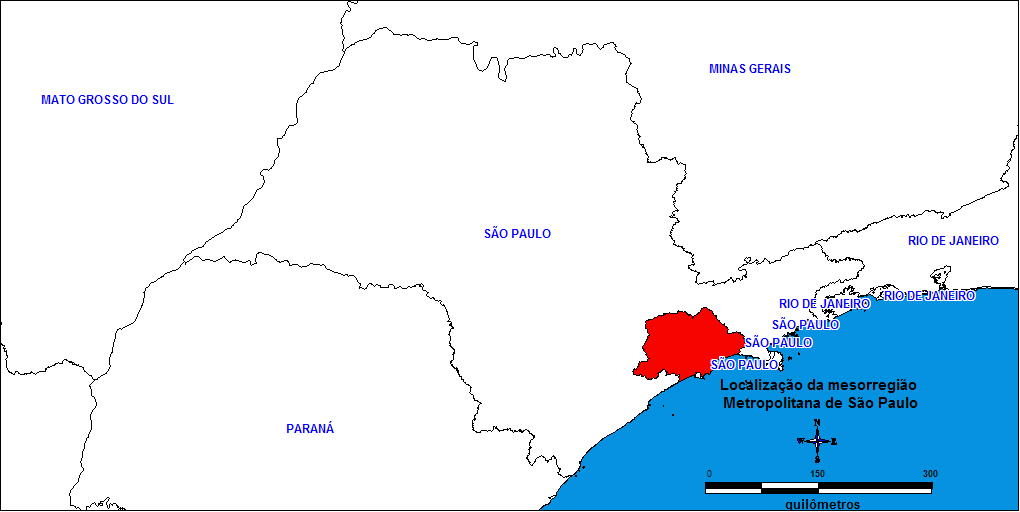 MINAS GERAIS
MATO GROSSO DO SUL
SÃO PAULO
RIO DE JANEIRO
RIO DE JANEIRO
RIO DE JANEIRO
SÃO PAULO
SÃO PAULO
SÃO PAULO
Localização da mesorregião
Metropolitana de São Paulo
PARANÁ
N
W E
S
0 150 300
quilômetros